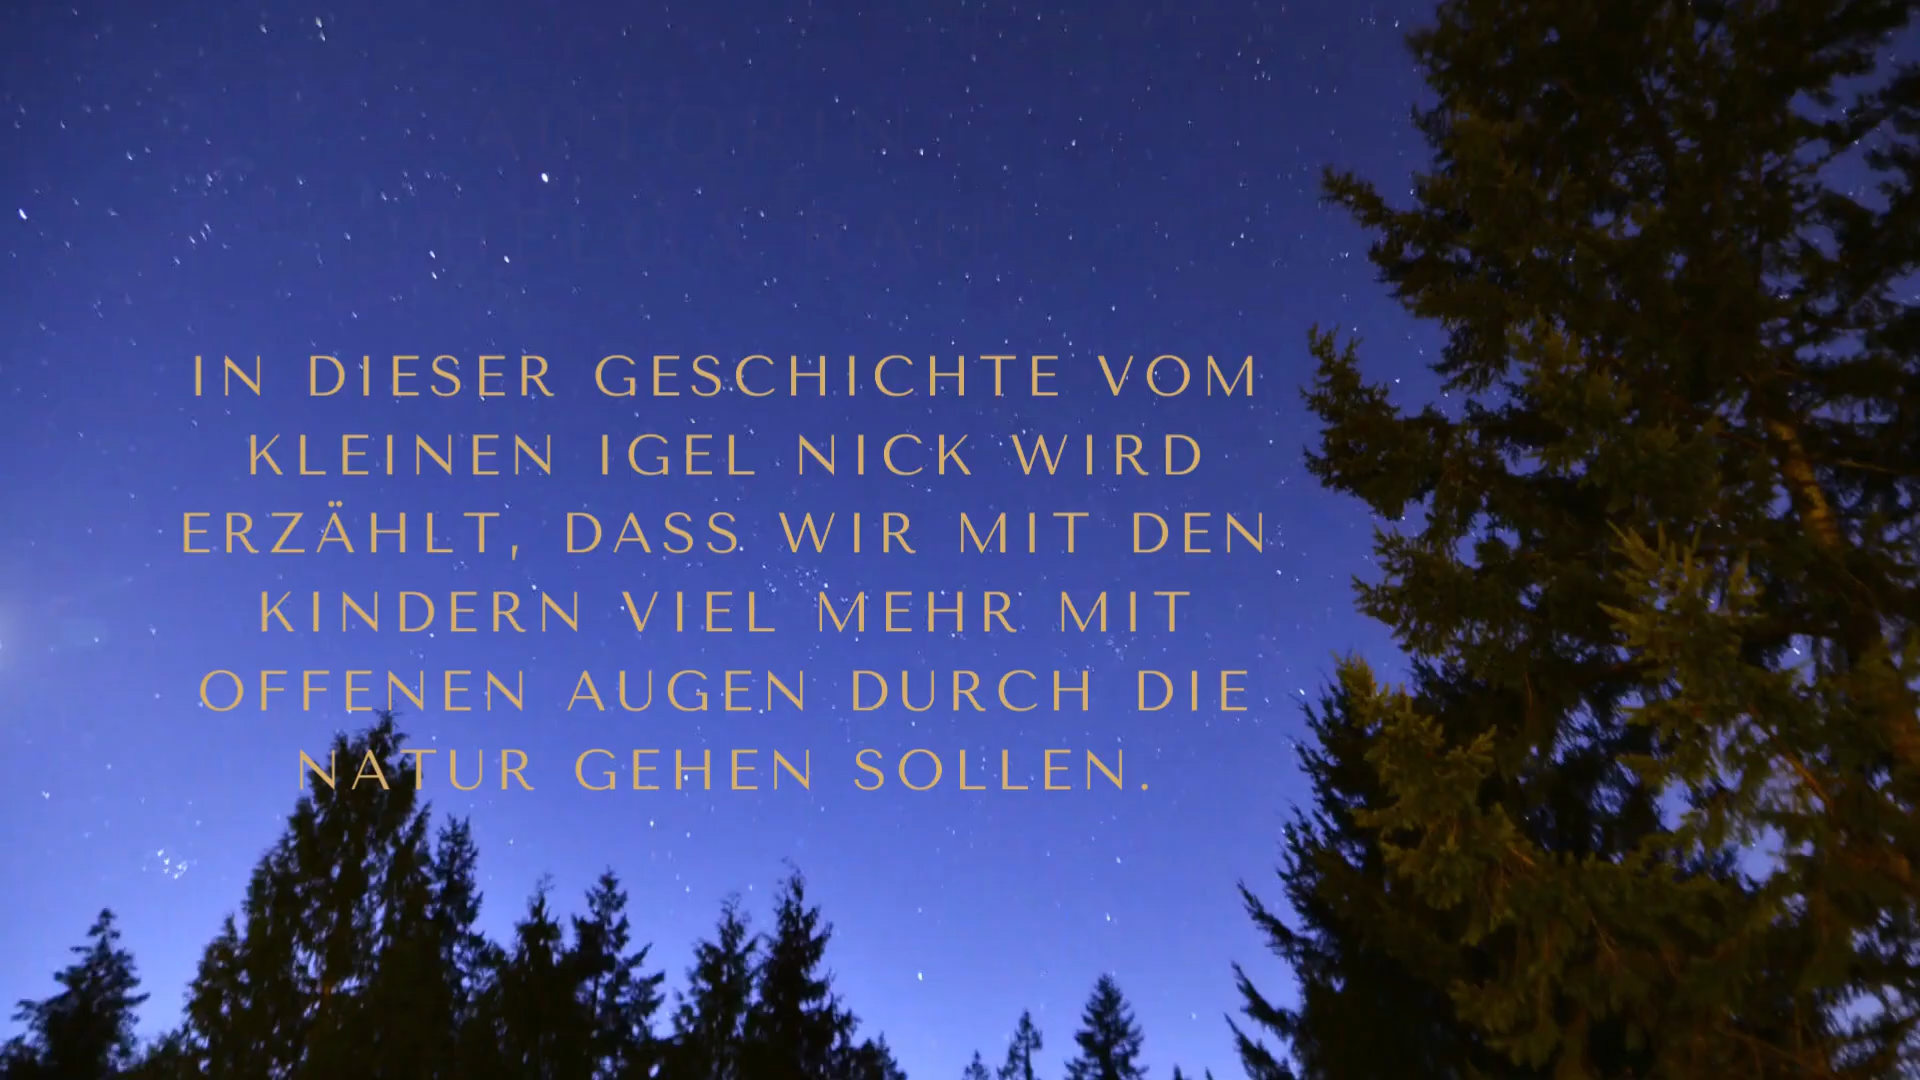 AUTORIN
IN DIESER GESCHICHTE VOM
KLEINEN IGEL NICK WIRD
ERZÄHLT, DASS WIR MIT DEN
KINDERN VIEL MEHR MIT
OFFENEN AUGEN DURCH DIE
NATUR GEHEN SOLLEN.